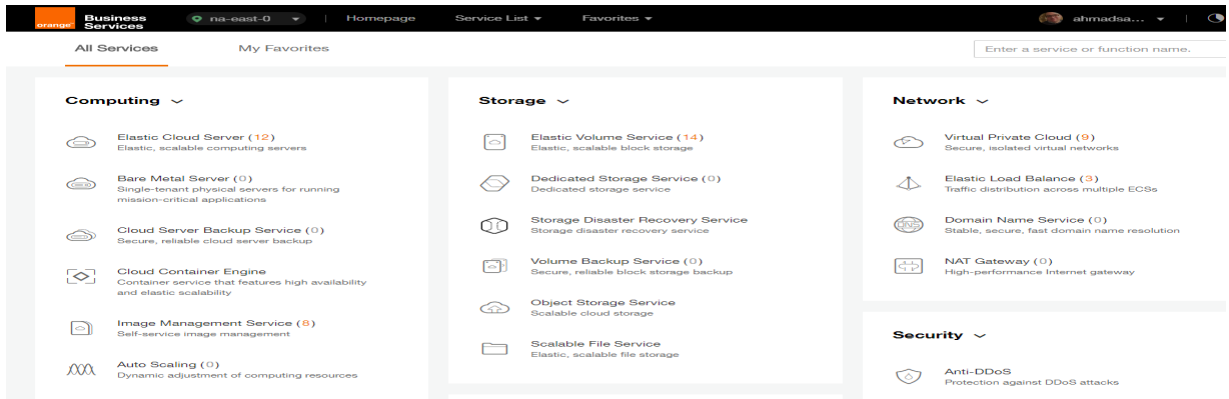 orange
Business
Services
na-east-0
Homepage
Service List
Favorites
ahmadsa...
All Services
My Favorites
Enter a service or function name.
Computing
Elastic Cloud Server (12)
Elastic, scalable computing servers
Bare Metal Server (0)
Single-tenant physical servers for running
mission-critical applications
Cloud Server Backup Service (0)
Secure, reliable cloud server backup
Cloud Container Engine
Container service that features high availability
and elastic scalability
Image Management Service (8)
Self-service image management
Auto Scaling (0)
Dynamic adjustment of computing resources
Storage
Elastic Volume Service (14)
Elastic, scalable block storage
Dedicated Storage Service (0)
Dedicated storage service
Storage Disaster Recovery Service
Storage disaster recovery service
Volume Backup Service (0)
Secure, reliable block storage backup
Object Storage Service
Scalable cloud storage
Scalable File Service
Elastic, scalable file storage
Network
Virtual Private Cloud (9)
Secure, isolated virtual networks
Elastic Load Balance (3)
Traffic distribution across multiple ECSs
DNS
Domain Name Service (0)
Stable, secure, fast domain name resolution
NAT Gateway (0)
High-performance Internet gateway
Security
Anti-DDoS
Protection against DDoS attacks